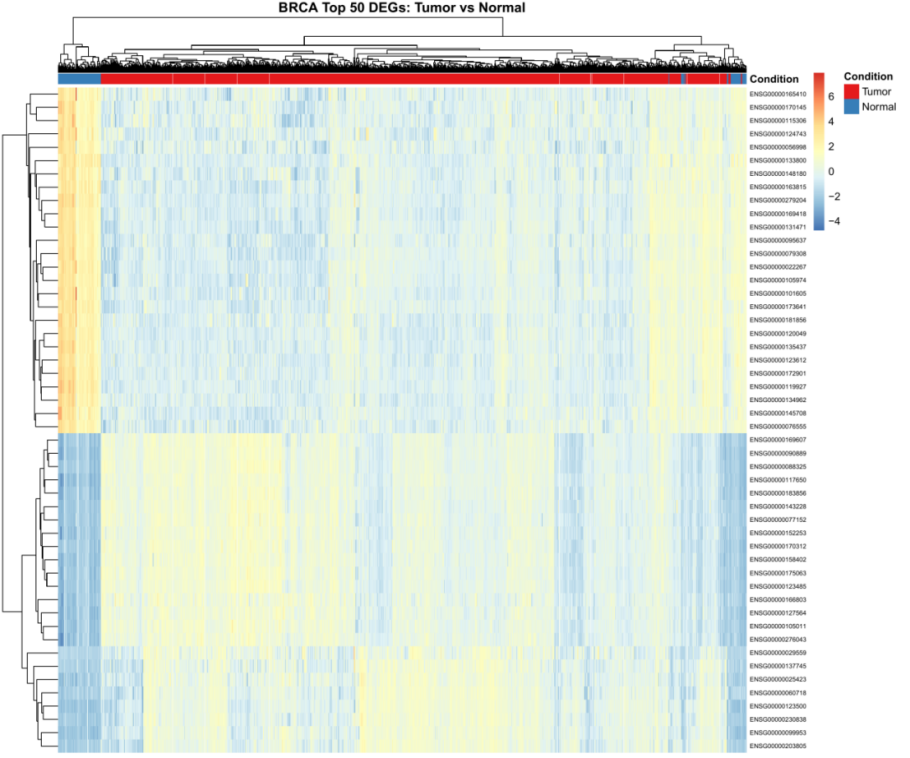 BRCA Top 50 DEGs: Tumor vs Normal
Condition
6
4
2
0
−2
−4
Condition
Tumor
Normal
ENSG00000165410
ENSG00000170145
ENSG00000115306
ENSG00000124743
ENSG00000056998
ENSG00000133800
ENSG00000148180
ENSG00000163815
ENSG00000279204
ENSG00000169418
ENSG00000131471
ENSG00000095637
ENSG00000079308
ENSG00000022267
ENSG00000105974
ENSG00000101605
ENSG00000173641
ENSG00000181856
ENSG00000120049
ENSG00000135437
ENSG00000123612
ENSG00000172901
ENSG00000119927
ENSG00000134962
ENSG00000145708
ENSG00000076555
ENSG00000169607
ENSG00000090889
ENSG00000088325
ENSG00000117650
ENSG00000183856
ENSG00000143228
ENSG00000077152
ENSG00000152253
ENSG00000170312
ENSG00000158402
ENSG00000175063
ENSG00000123485
ENSG00000166803
ENSG00000127564
ENSG00000105011
ENSG00000276043
ENSG00000029559
ENSG00000137745
ENSG00000025423
ENSG00000060718
ENSG00000123500
ENSG00000230838
ENSG00000099953
ENSG00000203805